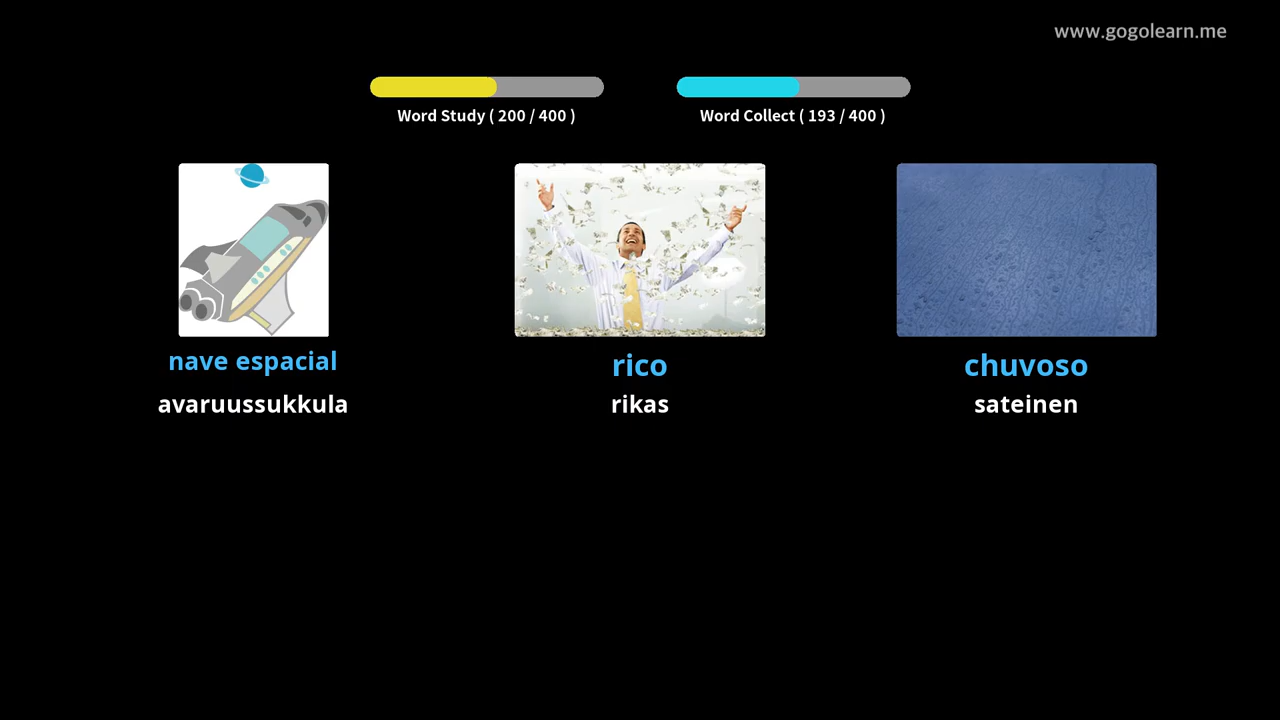 www.gogolearn.me
Word Study ( 200 / 400 )
Word Collect ( 193 / 400 )
nave espacial
avaruussukkula
rico
rikas
chuvoso
sateinen